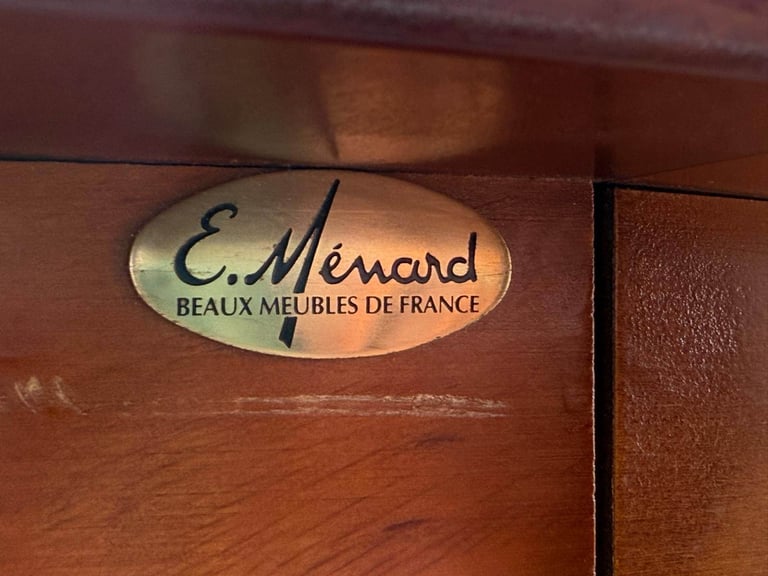 E. Ménard
BEAUX MEUBLES DE FRANCE